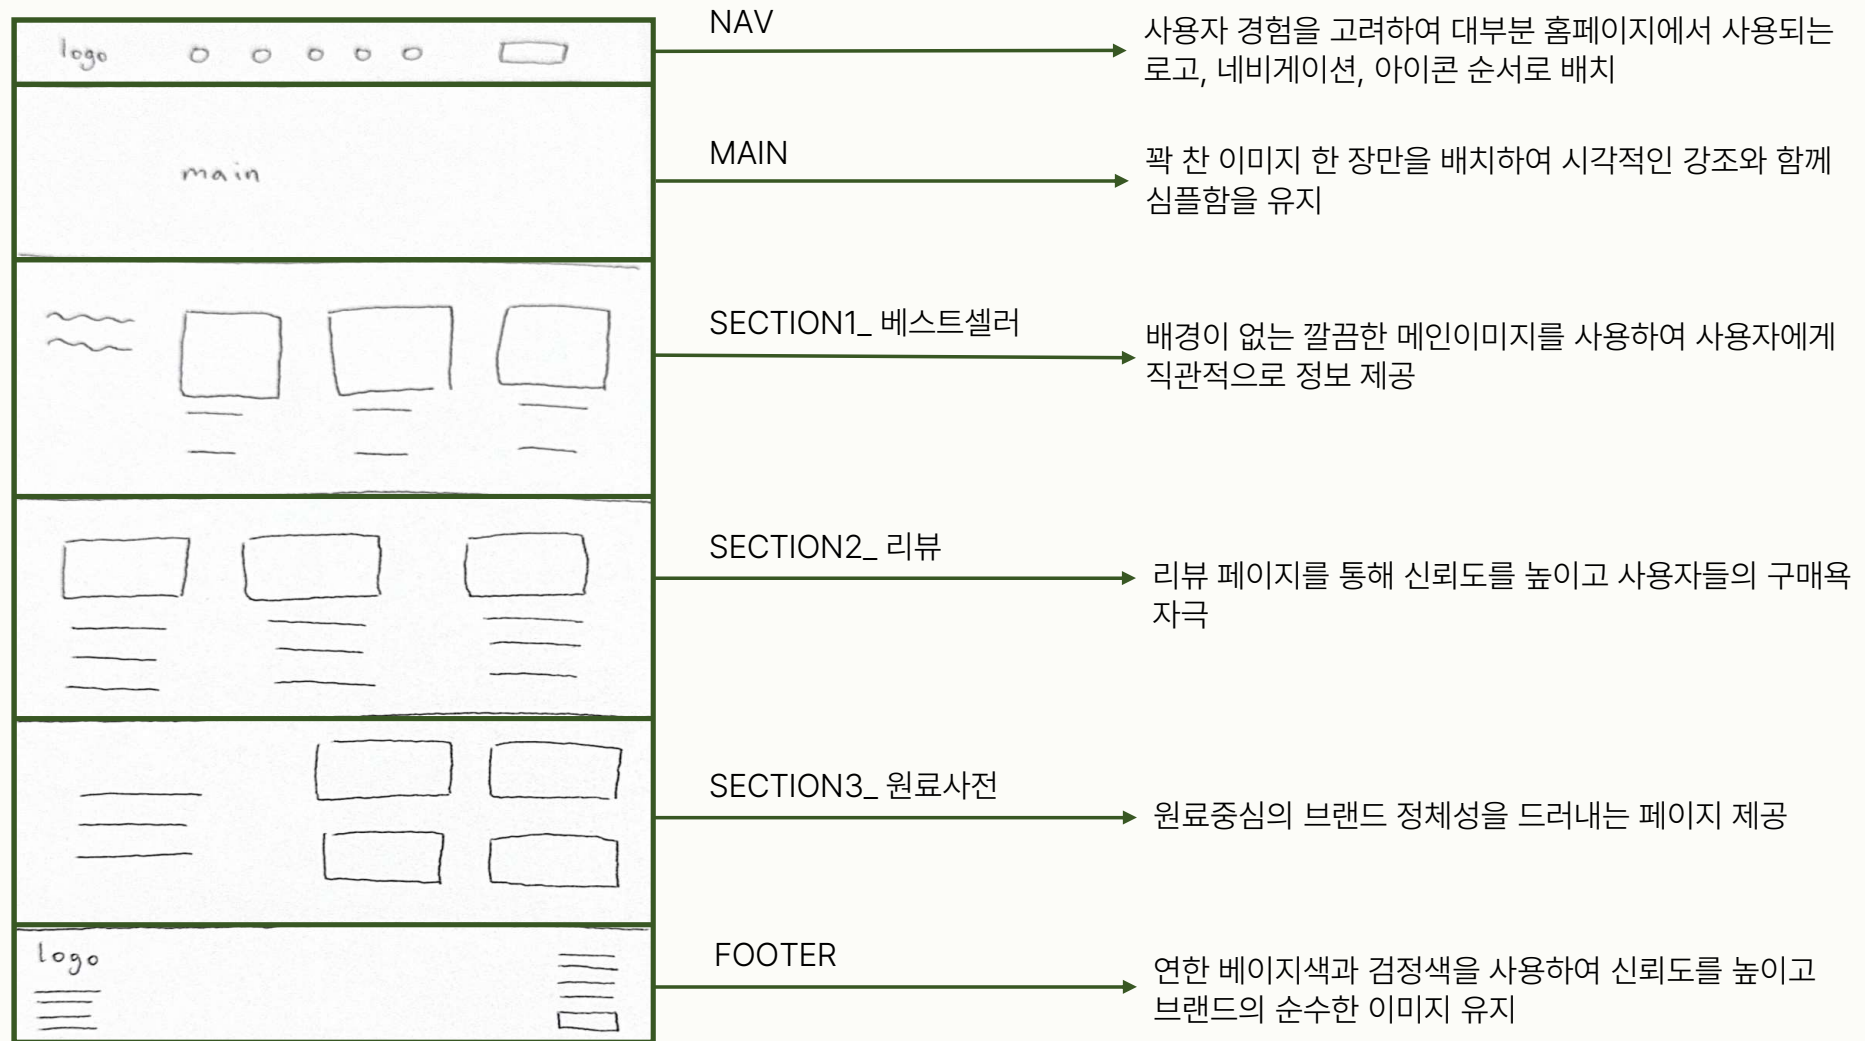 logo
NAV
사용자 경험을 고려하여 대부분 홈페이지에서 사용되는
로고, 네비게이션, 아이콘 순서로 배치
main
MAIN
꽉 찬 이미지 한 장만을 배치하여 시각적인 강조와 함께
심플함을 유지
SECTION1_ 베스트셀러
배경이 없는 깔끔한 메인이미지를 사용하여 사용자에게
직관적으로 정보 제공
SECTION2_ 리뷰
리뷰 페이지를 통해 신뢰도를 높이고 사용자들의 구매욕
자극
SECTION3_ 원료사전
원료중심의 브랜드 정체성을 드러내는 페이지 제공
logo
FOOTER
연한 베이지색과 검정색을 사용하여 신뢰도를 높이고
브랜드의 순수한 이미지 유지